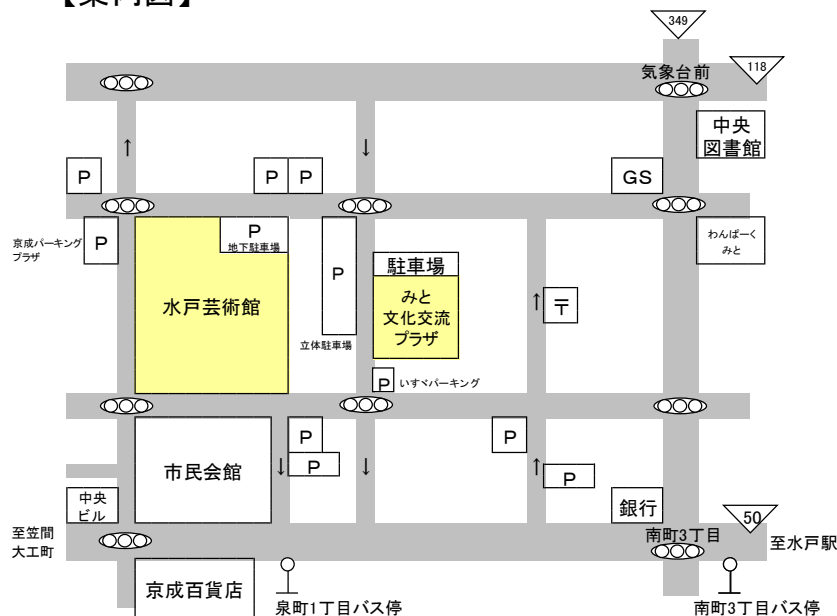 【案内図】
349
118
気象台前
中央
図書館
P
P
P
GS
京成パーキング
プラザ
P
P
地下駐車場
水戸芸術館
P
立体駐車場
駐車場
みと
文化交流
プラザ
〒
わんぱーく
みと
P
いすゞパーキング
市民会館
P
P
P
P
中央
ビル
銀行
50
至笠間
大工町
南町3丁目
至水戸駅
京成百貨店
泉町1丁目バス停
南町3丁目バス停